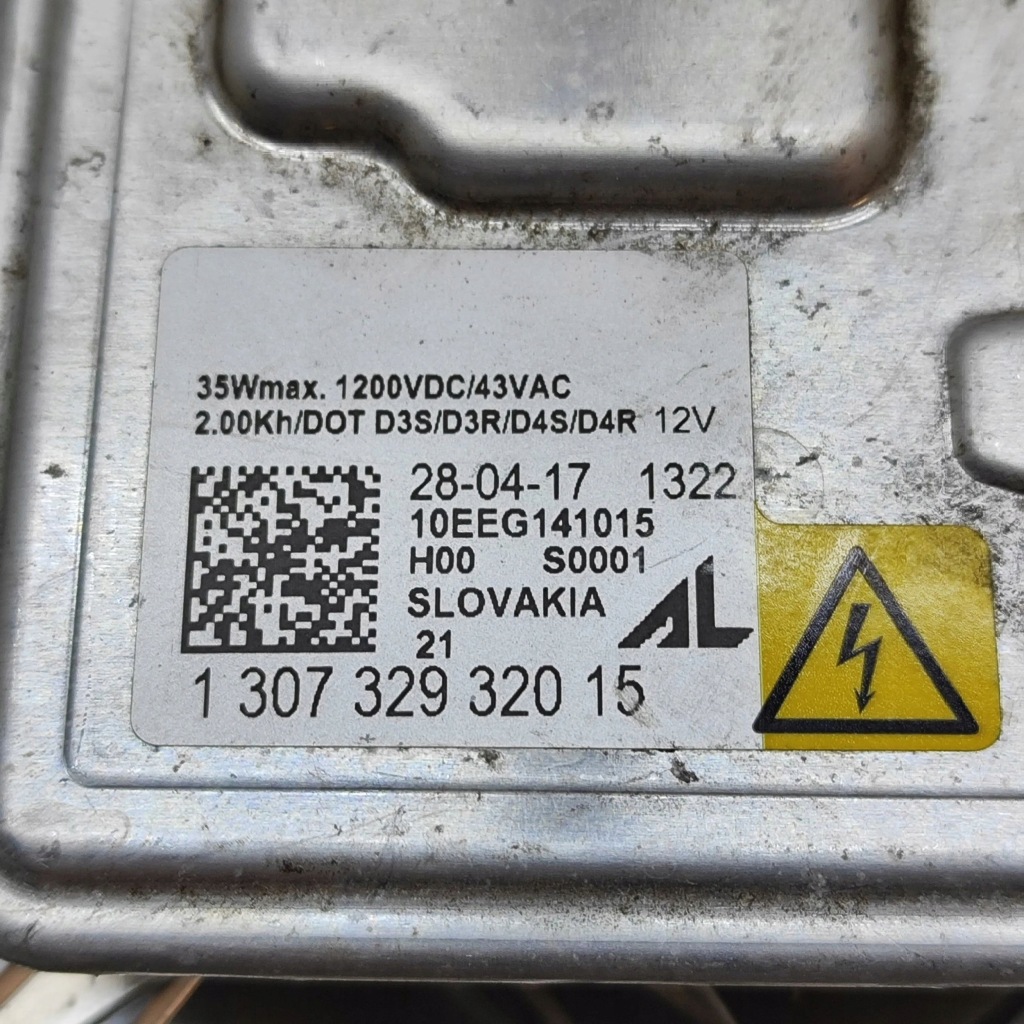 35Wmax. 1200VDC/43VAC
2.00Kh/DOT D3S/D3R/D4S/D4R 12V
28-04-17 1322
10EEG141015
H00 S0001
SLOVAKIA
AL
21
1 307 329 320 15